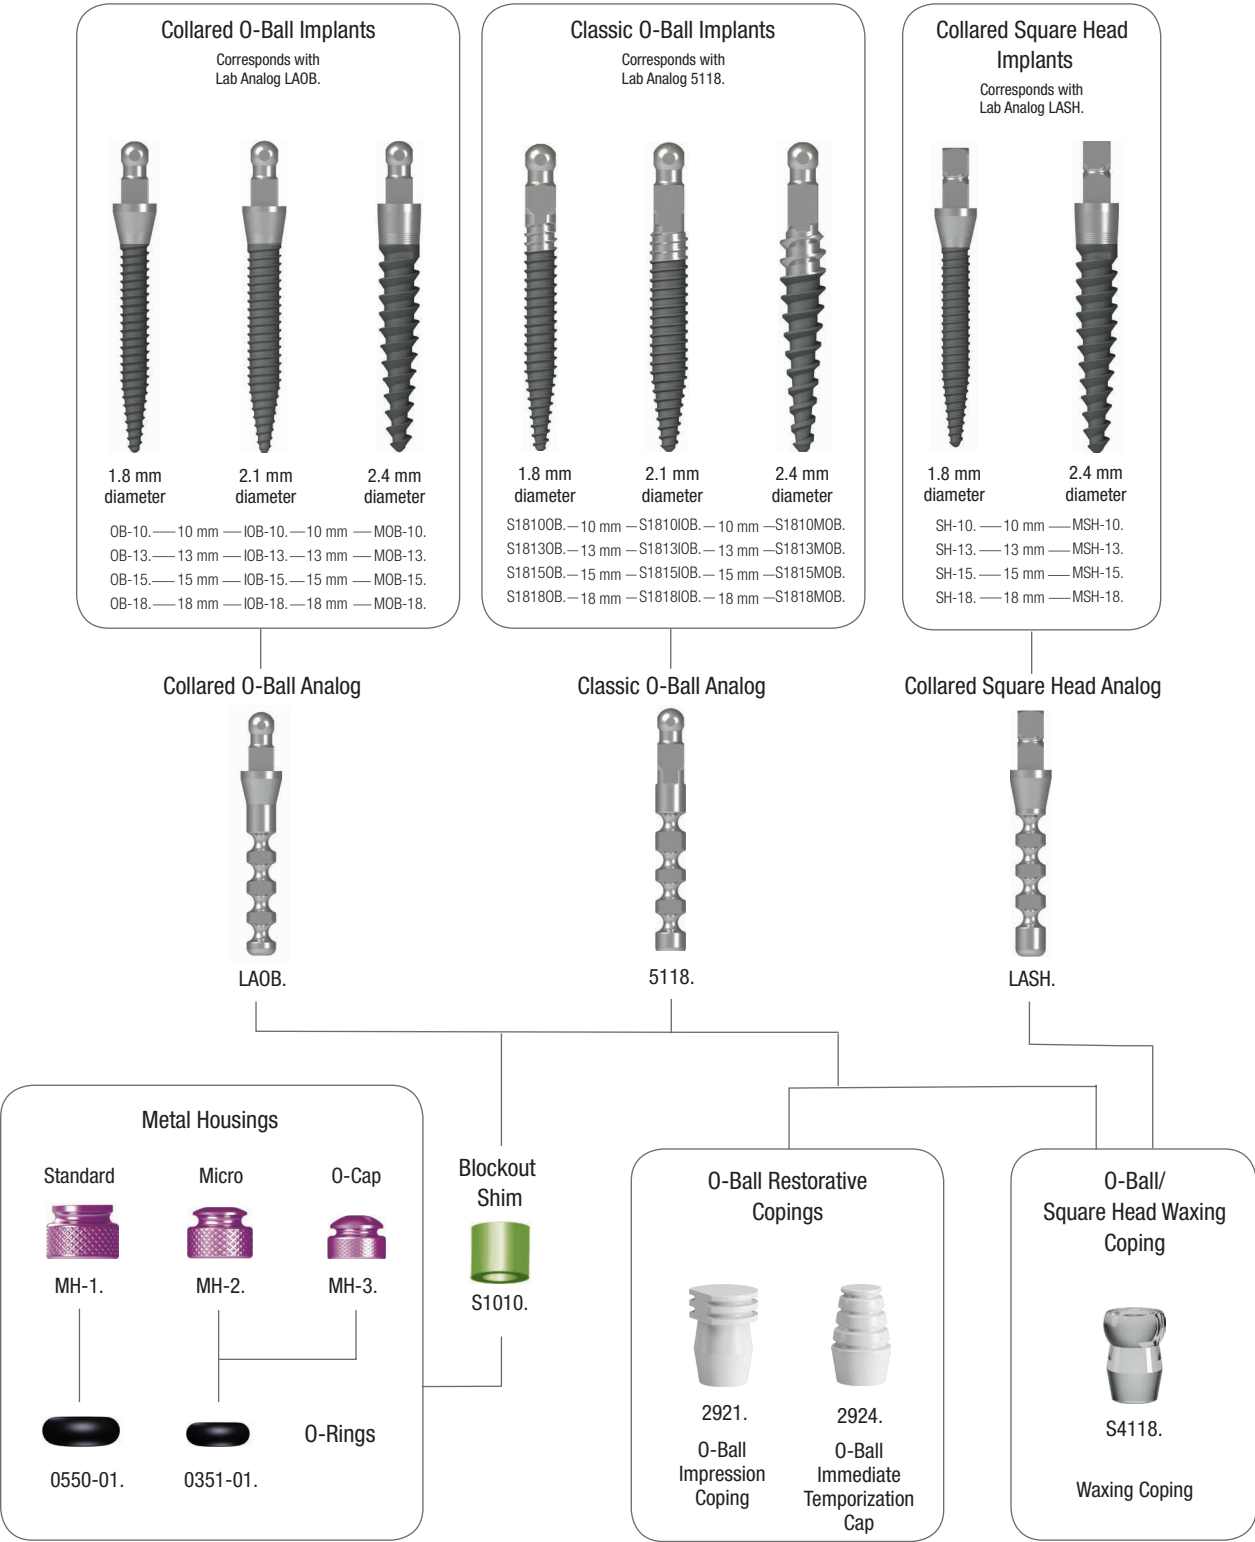 Collared O-Ball Implants
Corresponds with
Lab Analog LAOB.
1.8 mm
diameter
2.1 mm
diameter
2.4 mm
diameter
OB-10. — 10 mm — IOB-10. — 10 mm — MOB-10.
OB-13. — 13 mm — IOB-13. — 13 mm — MOB-13.
OB-15. — 15 mm — IOB-15. — 15 mm — MOB-15.
OB-18. — 18 mm — IOB-18. — 18 mm — MOB-18.
Classic O-Ball Implants
Corresponds with
Lab Analog 5118.
1.8 mm
diameter
2.1 mm
diameter
2.4 mm
diameter
S1810OB. — 10 mm — S1810IOB. — 10 mm — S1810MOB.
S1813OB. — 13 mm — S1813IOB. — 13 mm — S1813MOB.
S1815OB. — 15 mm — S1815IOB. — 15 mm — S1815MOB.
S1818OB. — 18 mm — S1818IOB. — 18 mm — S1818MOB.
Collared Square Head
Implants
Corresponds with
Lab Analog LASH.
1.8 mm
diameter
2.4 mm
diameter
SH-10. — 10 mm — MSH-10.
SH-13. — 13 mm — MSH-13.
SH-15. — 15 mm — MSH-15.
SH-18. — 18 mm — MSH-18.
Collared O-Ball Analog
LAOB.
Classic O-Ball Analog
5118.
Collared Square Head Analog
LASH.
Metal Housings
Standard
Micro
O-Cap
MH-1.
MH-2.
MH-3.
O-Rings
0550-01.
0351-01.
Blockout
Shim
S1010.
O-Ball Restorative
Copings
2921.
O-Ball
Impression
Coping
2924.
O-Ball
Immediate
Temporization
Cap
O-Ball/
Square Head Waxing
Coping
S4118.
Waxing Coping